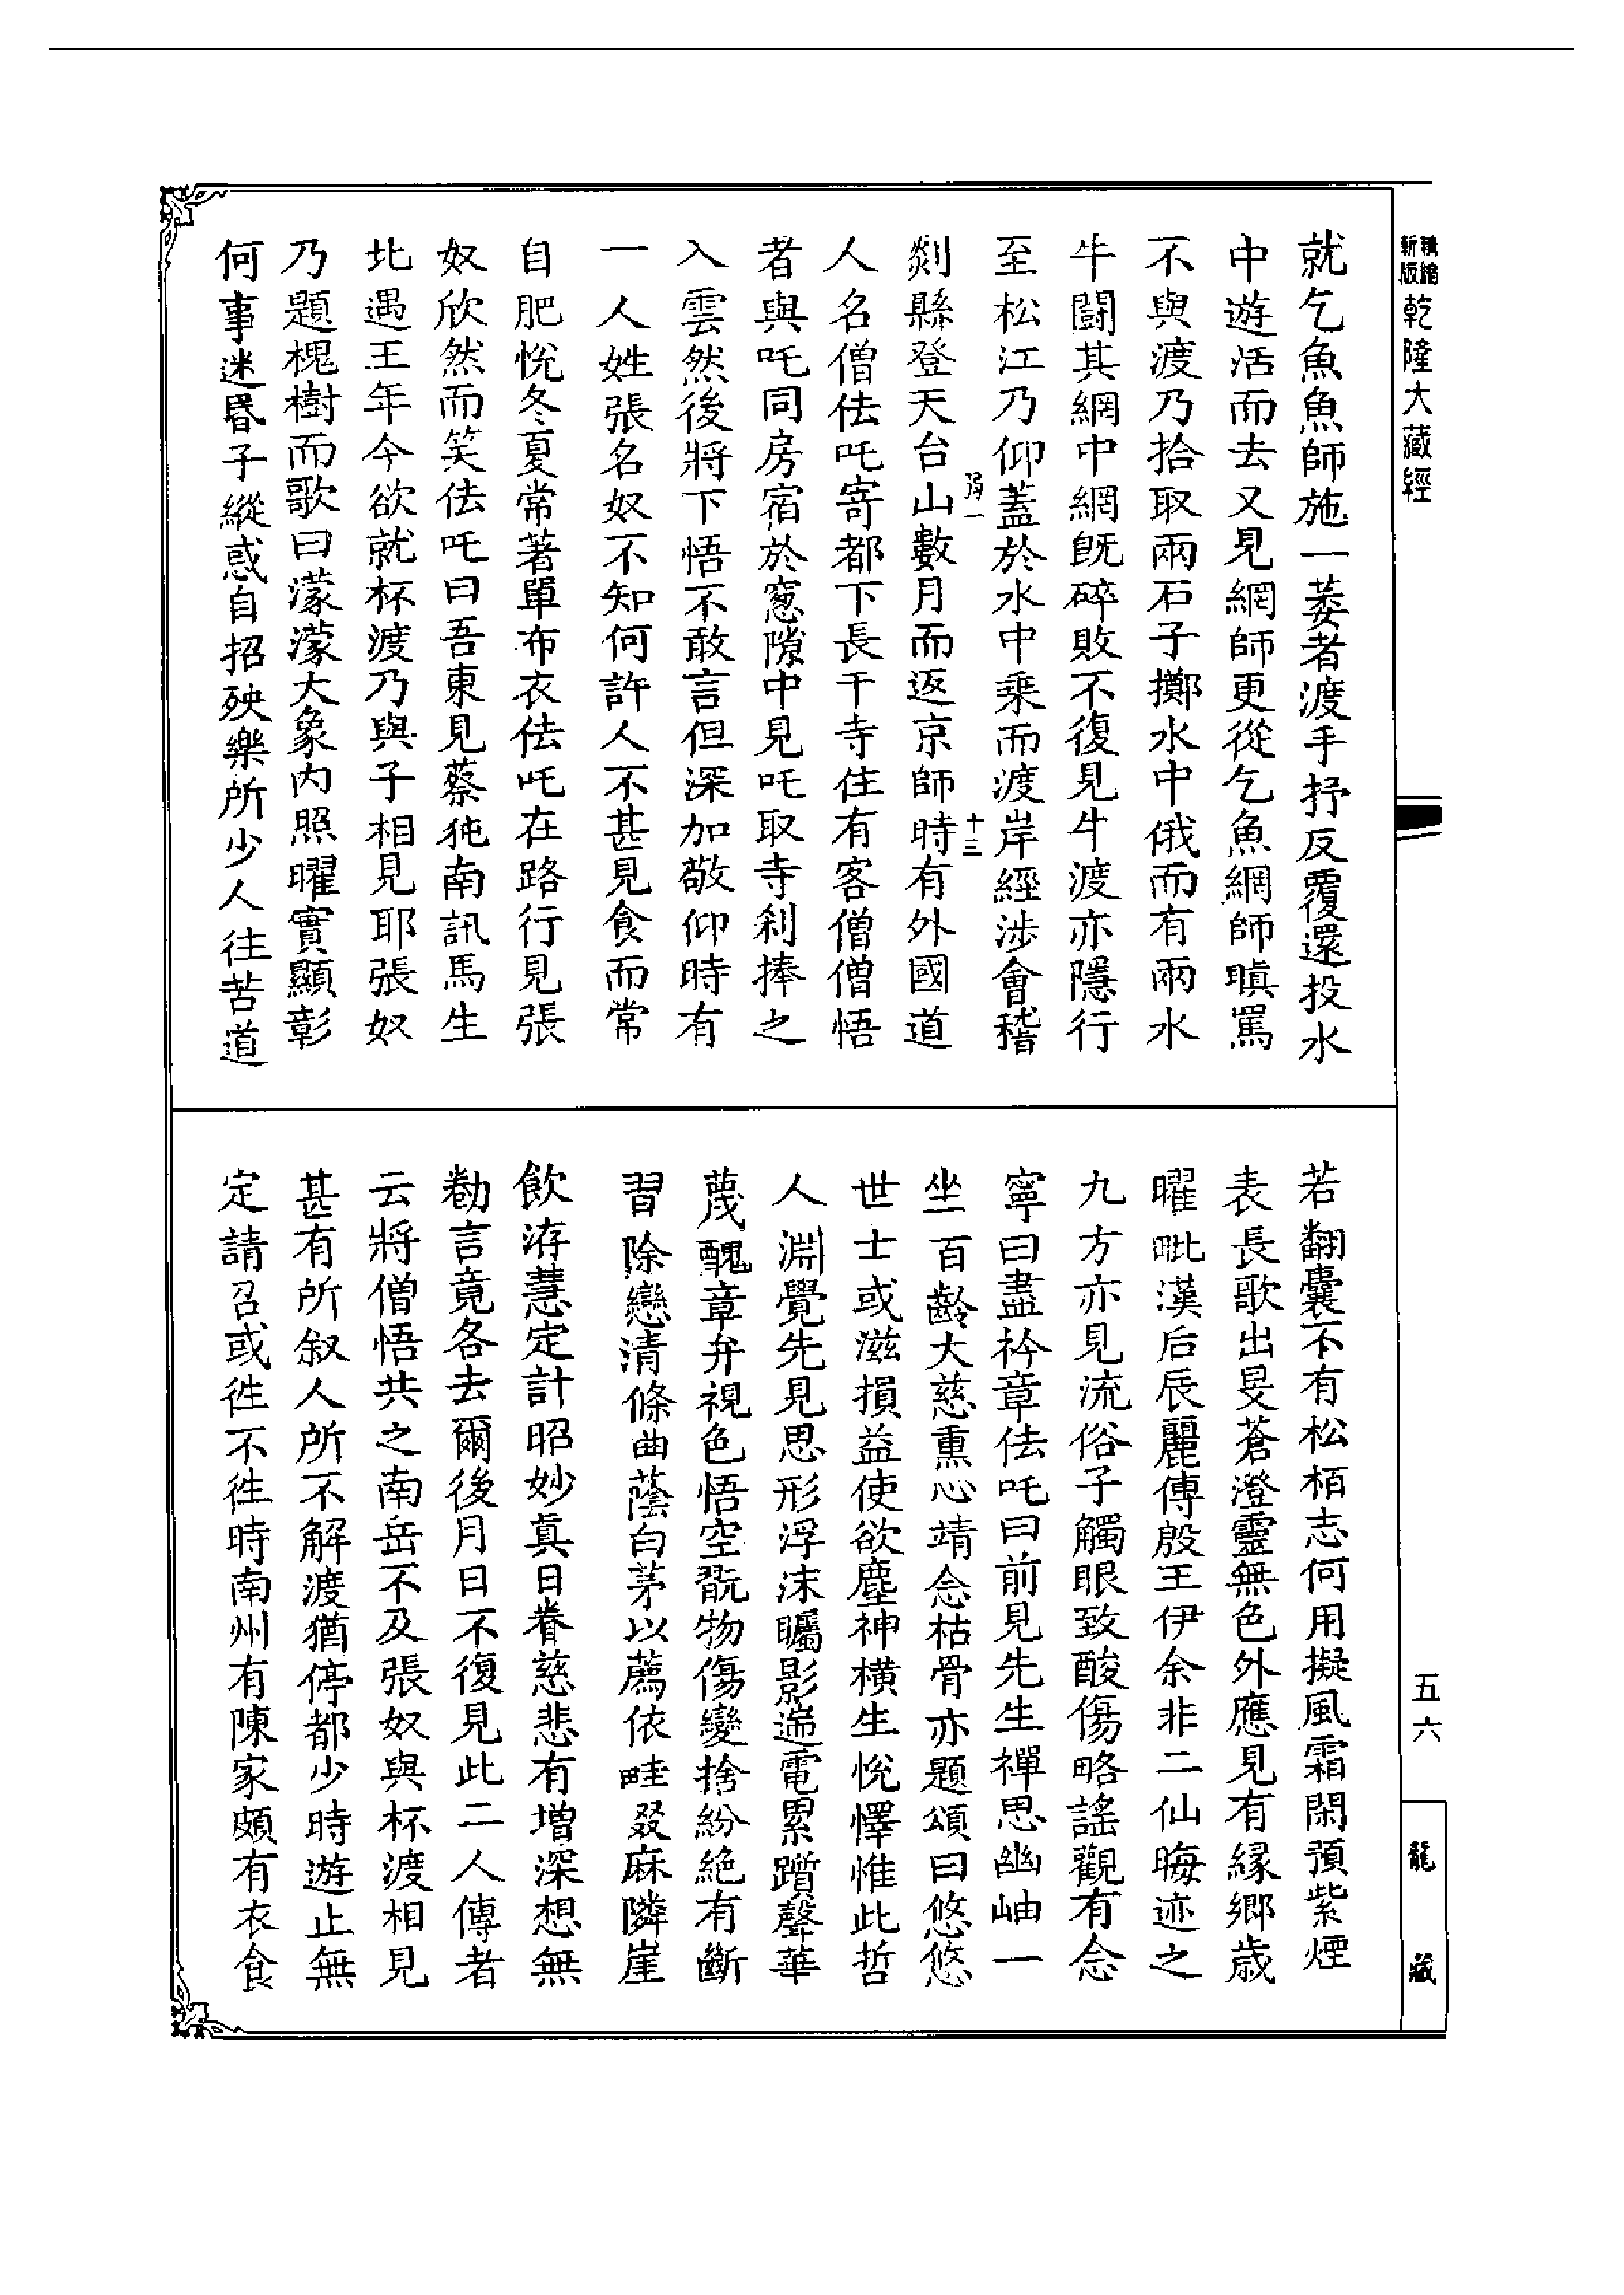 精縮新版
乾隆大藏經
就乞魚魚師施一萎者渡手抒反覆還投水
中遊活而去又見網師更從乞魚網師瞋罵
不與渡乃拾取兩石子擲水中俄而有兩水
牛鬪其網中網旣碎敗不復見牛渡亦隱行
至松江乃仰蓋於水中乘而渡岸經涉會稽
剡縣登天台山數月而返京師時有外國道
弱一
十三
人名僧佉吒寄都下長干寺住有客僧僧悟
者與吒同房宿於窻隙中見吒取寺刹捧之
入雲然後將下悟不敢言但深加敬仰時有
一人姓張名奴不知何許人不甚見食而常
自肥悅冬夏常著單布衣佉吒在路行見張
奴欣然而笑佉吒曰吾東見蔡㹠南訊馬生
北遇王年今欲就杯渡乃與子相見耶張奴
乃題槐樹而歌曰濛濛大象內照曜實顯彰
何事迷昬子縱惑自招殃樂所少人往苦道
若翻囊不有松栢志何用擬風霜閑預紫煙
表長歌出旻蒼澄靈無色外應見有緣鄉歲
曜毗漢后辰麗傳殷王伊余非二仙晦迹之
九方亦見流俗子觸眼致酸傷略謠觀有念
寧曰盡衿章佉吒曰前見先生禪思幽岫一
坐百齡大慈熏心靖念枯骨亦題頌曰悠悠
世士或滋損益使欲塵神橫生悅懌惟此哲
人淵覺先見思形浮沫矚影遄電累躓聲華
蔑醜章弁視色悟空翫物傷變捨紛絕有斷
習除戀清條曲蔭白茅以薦依畦叕麻隣崖
飲洊慧定計昭妙眞日眷慈悲有增深想無
勌言竟各去爾後月日不復見此二人傳者
云將僧悟共之南岳不及張奴與杯渡相見
甚有所叙人所不解渡猶停都少時遊止無
定請召或徃不徃時南州有陳家頗有衣食
五六
龍藏